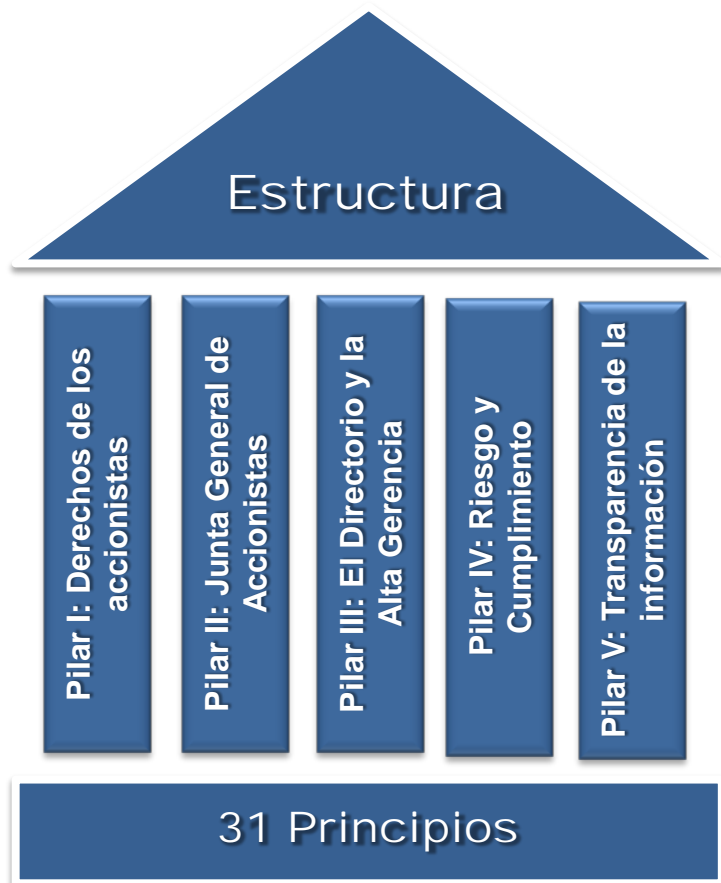 Estructura
Pilar I: Derechos de los
accionistas
Pilar II: Junta General de
Accionistas
Pilar III: El Directorio y la
Alta Gerencia
Pilar IV: Riesgo y
Cumplimiento
Pilar V: Transparencia de la
información
31 Principios